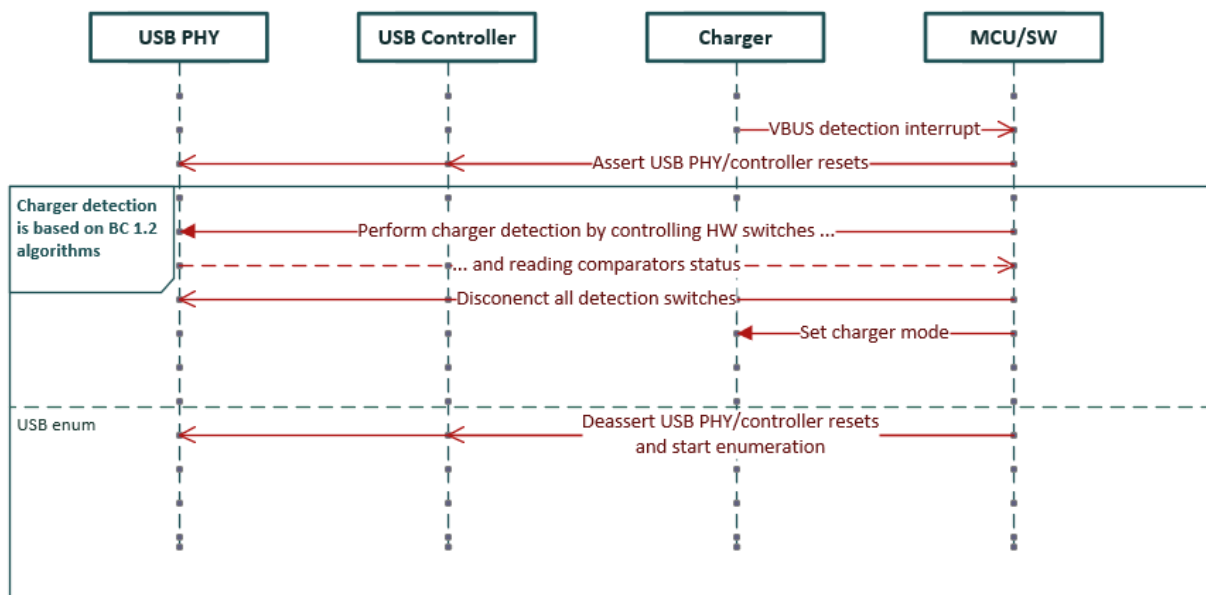 USB PHY
USB Controller
Charger
MCU/SW
VBUS detection interrupt
Assert USB PHY/controller resets
Charger detection
is based on BC 1.2
algorithms
Perform charger detection by controlling HW switches ...
... and reading comparators status
Disconenct all detection switches
Set charger mode
USB enum
Deassert USB PHY/controller resets
and start enumeration